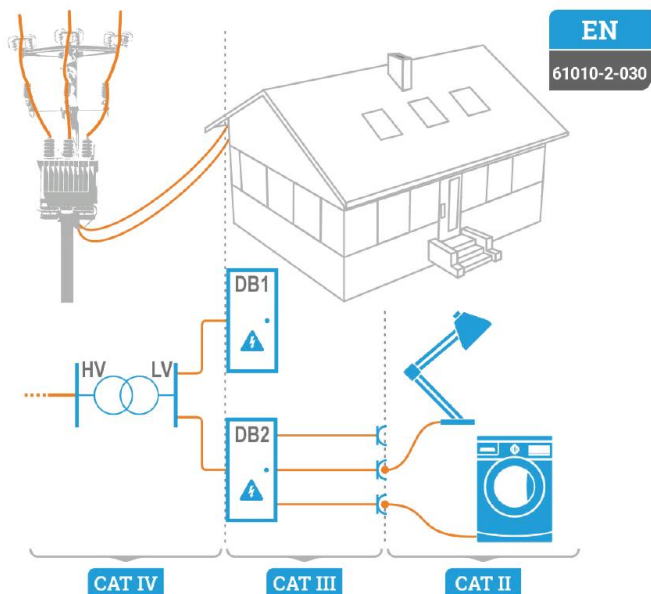 EN
61010-2-030
DB1
HV
LV
DB2
CAT IV
CAT III
CAT II